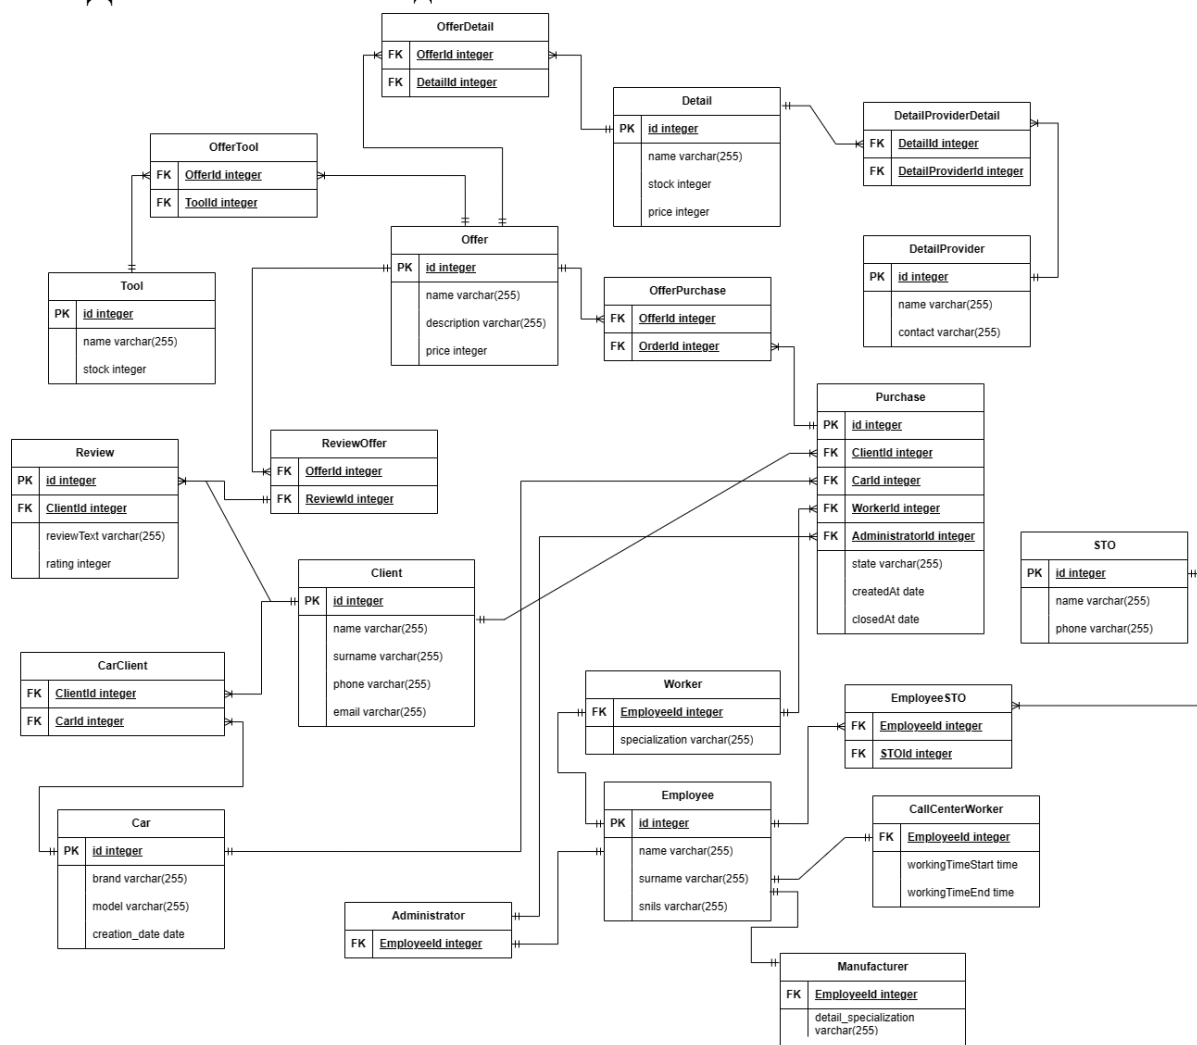 OfferDetail
FK OfferId integer
FK DetailId integer
Detail
PK id integer
name varchar(255)
stock integer
price integer
DetailProviderDetail
FK DetailId integer
FK DetailProviderId integer
OfferTool
FK OfferId integer
FK ToolId integer
Offer
PK id integer
name varchar(255)
description varchar(255)
price integer
DetailProvider
PK id integer
name varchar(255)
contact varchar(255)
Tool
PK id integer
name varchar(255)
stock integer
OfferPurchase
FK OfferId integer
FK OrderId integer
Purchase
PK id integer
FK ClientId integer
FK CarId integer
FK WorkerId integer
FK AdministratorId integer
state varchar(255)
createdAt date
closedAt date
Review
PK id integer
FK ClientId integer
reviewText varchar(255)
rating integer
ReviewOffer
FK OfferId integer
FK ReviewId integer
STO
PK id integer
name varchar(255)
phone varchar(255)
Client
PK id integer
name varchar(255)
surname varchar(255)
phone varchar(255)
email varchar(255)
CarClient
FK ClientId integer
FK CarId integer
Worker
FK EmployeeId integer
specialization varchar(255)
EmployeeSTO
FK EmployeeId integer
FK STOId integer
Employee
PK id integer
name varchar(255)
surname varchar(255)
snils varchar(255)
CallCenterWorker
FK EmployeeId integer
workingTimeStart time
workingTimeEnd time
Car
PK id integer
brand varchar(255)
model varchar(255)
creation_date date
Administrator
FK EmployeeId integer
Manufacturer
FK EmployeeId integer
detail_specialization
varchar(255)